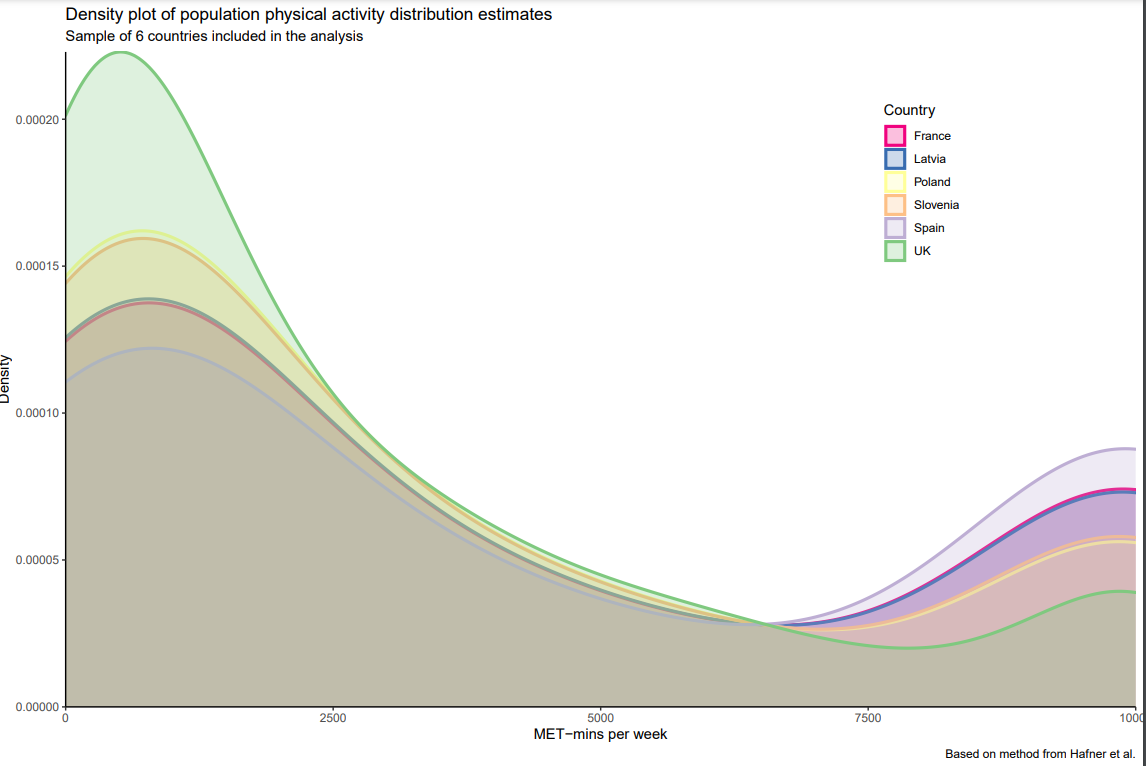 Density plot of population physical activity distribution estimates
Sample of 6 countries included in the analysis
Density
0.00020
0.00015
0.00010
0.00005
0.00000
Country
France
Latvia
Poland
Slovenia
Spain
UK
0
2500
5000
7500
1000
MET−mins per week
Based on method from Hafner et al.